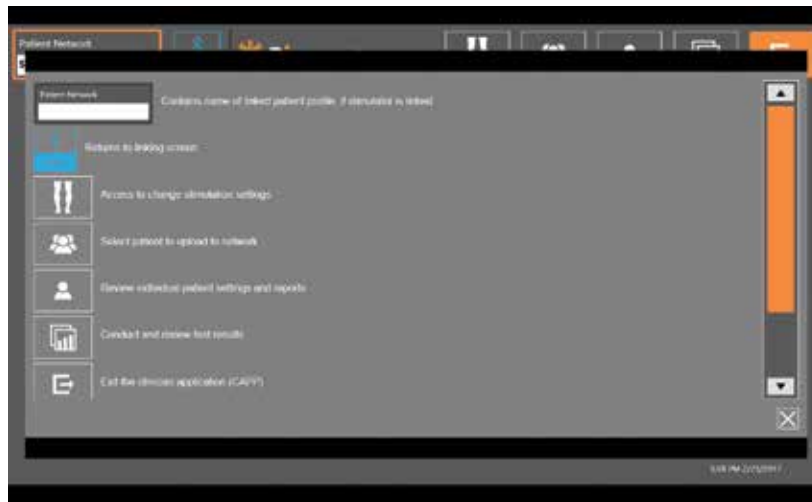 Patient Network
Patient Network
Contains name of linked patient profile, if stimulator is linked
Returns to linking screen
Access to change stimulation settings
Select patient to upload to network
Review individual patient settings and reports
Conduct and review test results
Exit the clinician application (CAPP)